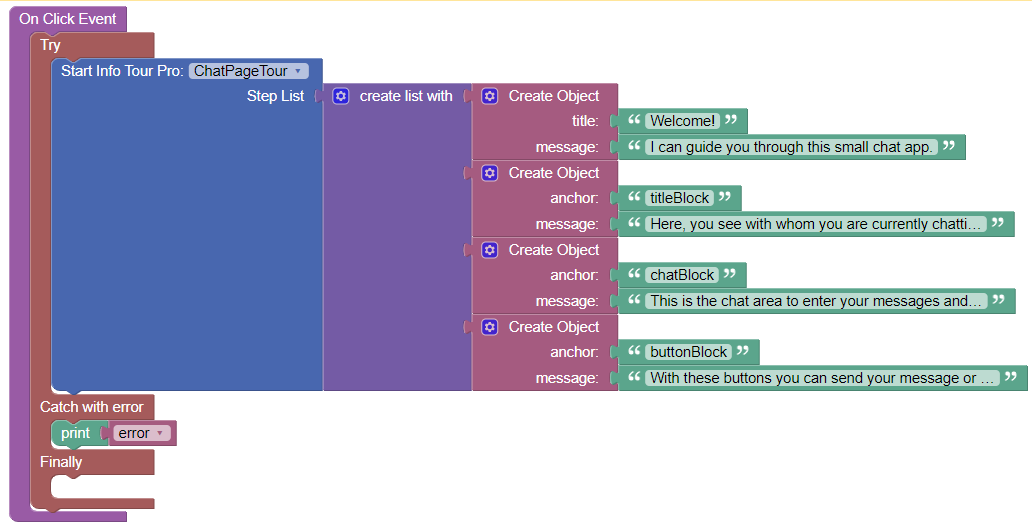 On Click Event
Try
Start Info Tour Pro: ChatPageTour
Step List create list with Create Object
title: “ Welcome! ”
message: “ I can guide you through this small chat app. ”
Create Object
anchor: “ titleBlock ”
message: “ Here, you see with whom you are currently chatti... ”
Create Object
anchor: “ chatBlock ”
message: “ This is the chat area to enter your messages and... ”
Create Object
anchor: “ buttonBlock ”
message: “ With these buttons you can send your message or ... ”
Catch with error
print error
Finally